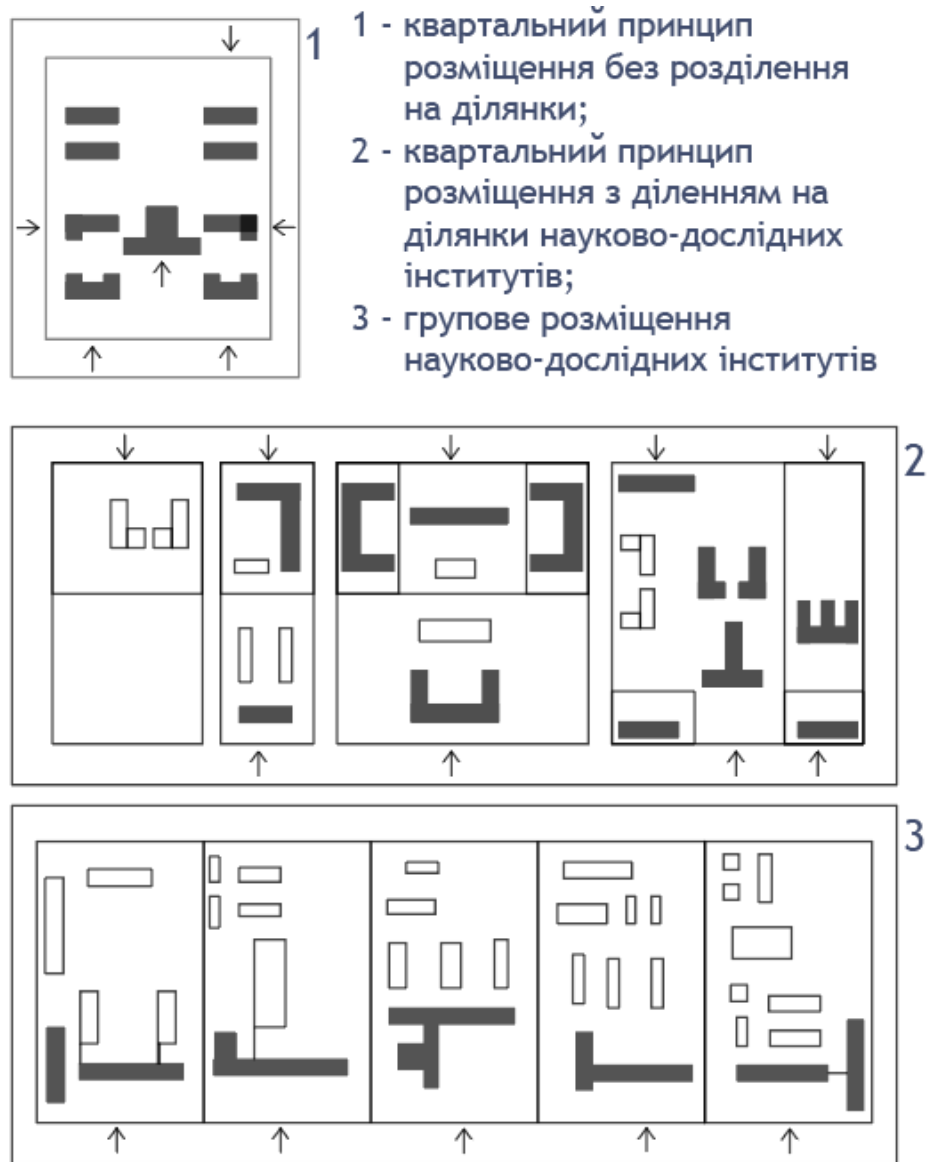 1
1 - квартальний принцип
розміщення без розділення
на ділянки;
2 - квартальний принцип
розміщення з діленням на
ділянки науково-дослідних
інститутів;
3 - групове розміщення
науково-дослідних інститутів
2
3